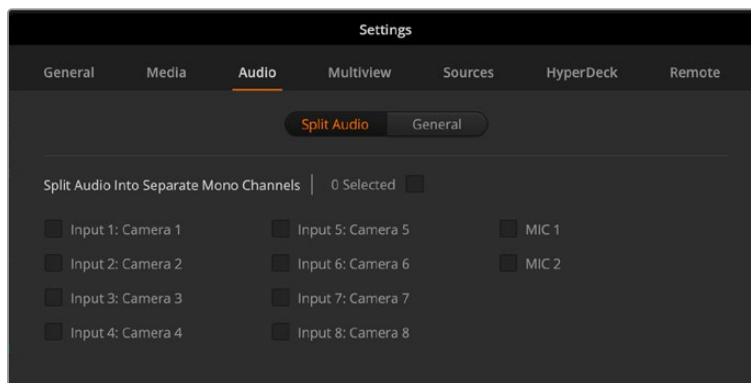 Settings
General Media Audio Multiview Sources HyperDeck Remote
Split Audio General
Split Audio Into Separate Mono Channels 0 Selected
Input 1: Camera 1 Input 5: Camera 5 MIC 1
Input 2: Camera 2 Input 6: Camera 6 MIC 2
Input 3: Camera 3 Input 7: Camera 7
Input 4: Camera 4 Input 8: Camera 8